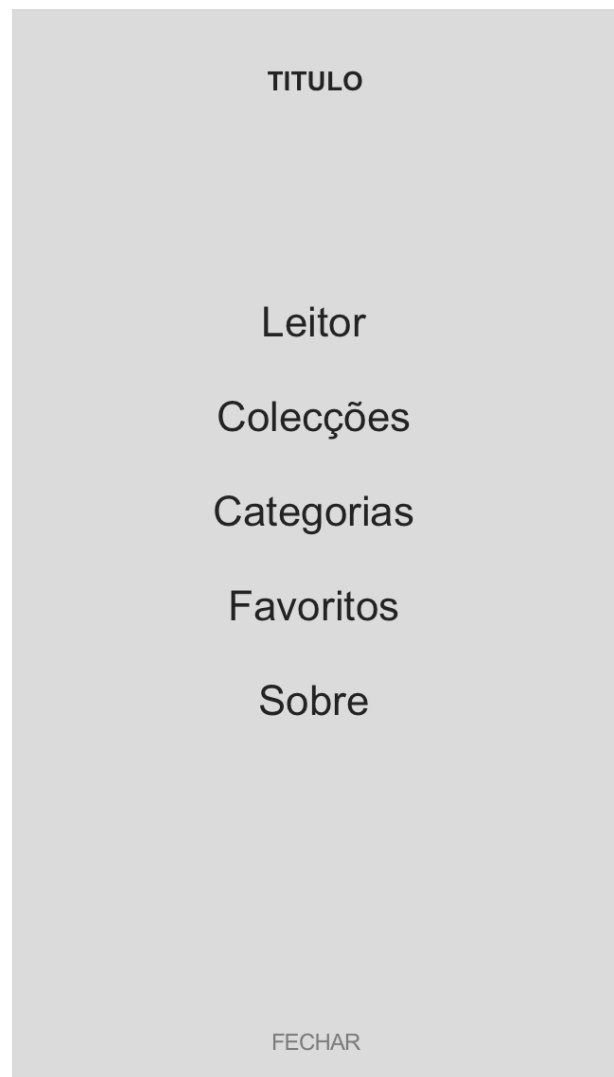 TITULO
Leitor
Colecções
Categorias
Favoritos
Sobre
FECHAR